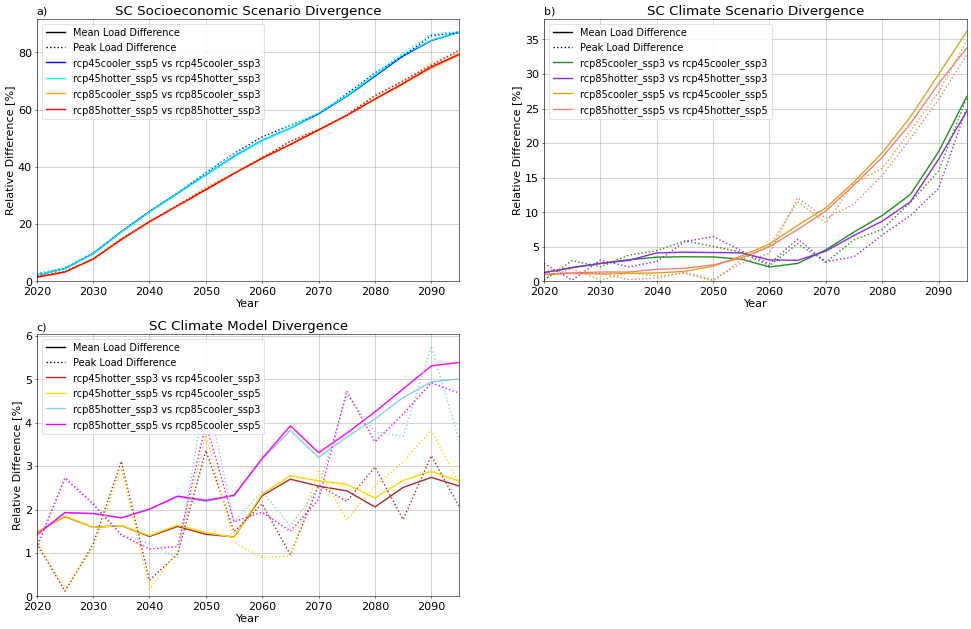 a)
SC Socioeconomic Scenario Divergence
Mean Load Difference
Peak Load Difference
rcp45cooler_ssp5 vs rcp45cooler_ssp3
rcp45hotter_ssp5 vs rcp45hotter_ssp3
rcp85cooler_ssp5 vs rcp85cooler_ssp3
rcp85hotter_ssp5 vs rcp85hotter_ssp3
Relative Difference [%]
80
60
40
20
0
2020 2030 2040 2050 2060 2070 2080 2090
Year
b)
SC Climate Scenario Divergence
Mean Load Difference
Peak Load Difference
rcp85cooler_ssp3 vs rcp45cooler_ssp3
rcp85hotter_ssp3 vs rcp45hotter_ssp3
rcp85cooler_ssp5 vs rcp45cooler_ssp5
rcp85hotter_ssp5 vs rcp45hotter_ssp5
Relative Difference [%]
35
30
25
20
15
10
5
0
2020 2030 2040 2050 2060 2070 2080 2090
Year
c)
SC Climate Model Divergence
Mean Load Difference
Peak Load Difference
rcp45hotter_ssp3 vs rcp45cooler_ssp3
rcp45hotter_ssp5 vs rcp45cooler_ssp5
rcp85hotter_ssp3 vs rcp85cooler_ssp3
rcp85hotter_ssp5 vs rcp85cooler_ssp5
Relative Difference [%]
6
5
4
3
2
1
0
2020 2030 2040 2050 2060 2070 2080 2090
Year